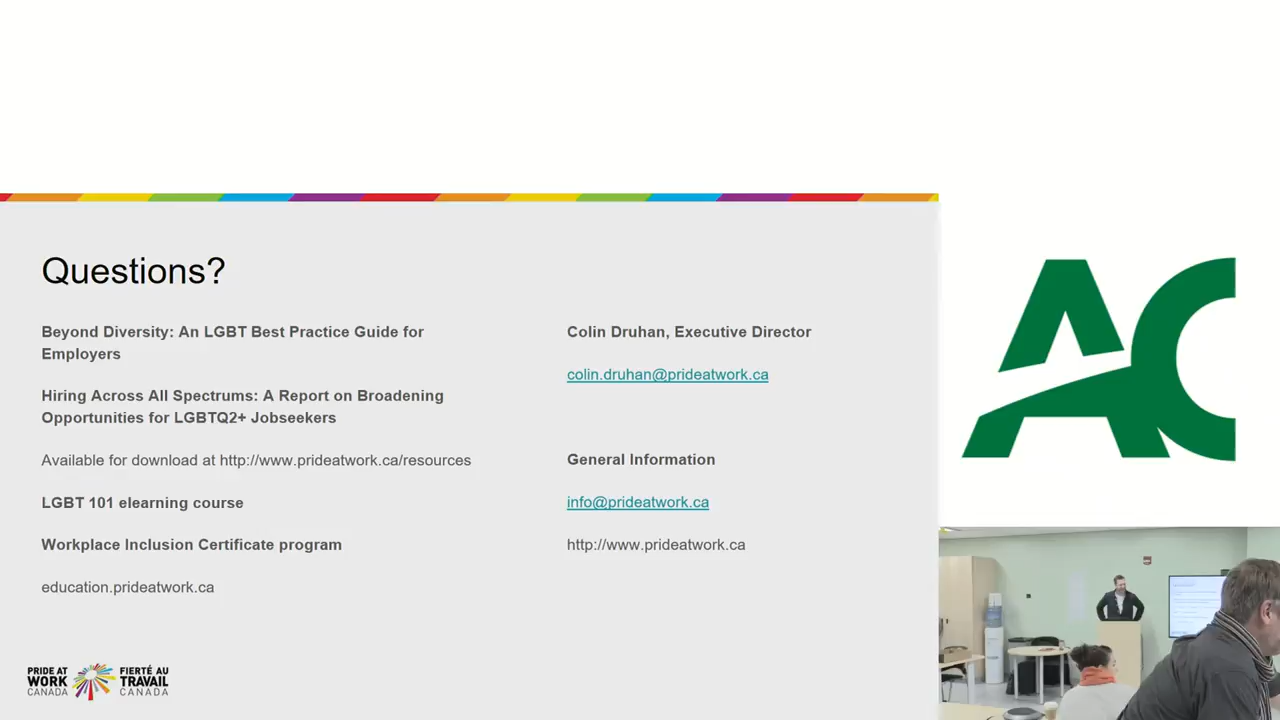 Questions?
Beyond Diversity: An LGBT Best Practice Guide for
Employers
Hiring Across All Spectrums: A Report on Broadening
Opportunities for LGBTQ2+ Jobseekers
Available for download at http://www.prideatwork.ca/resources
LGBT 101 elearning course
Workplace Inclusion Certificate program
education.prideatwork.ca
Colin Druhan, Executive Director
colin.druhan@prideatwork.ca
General Information
info@prideatwork.ca
http://www.prideatwork.ca
PRIDE AT
WORK
CANADA
FIERTÉ AU
TRAVAIL
CANADA
AC